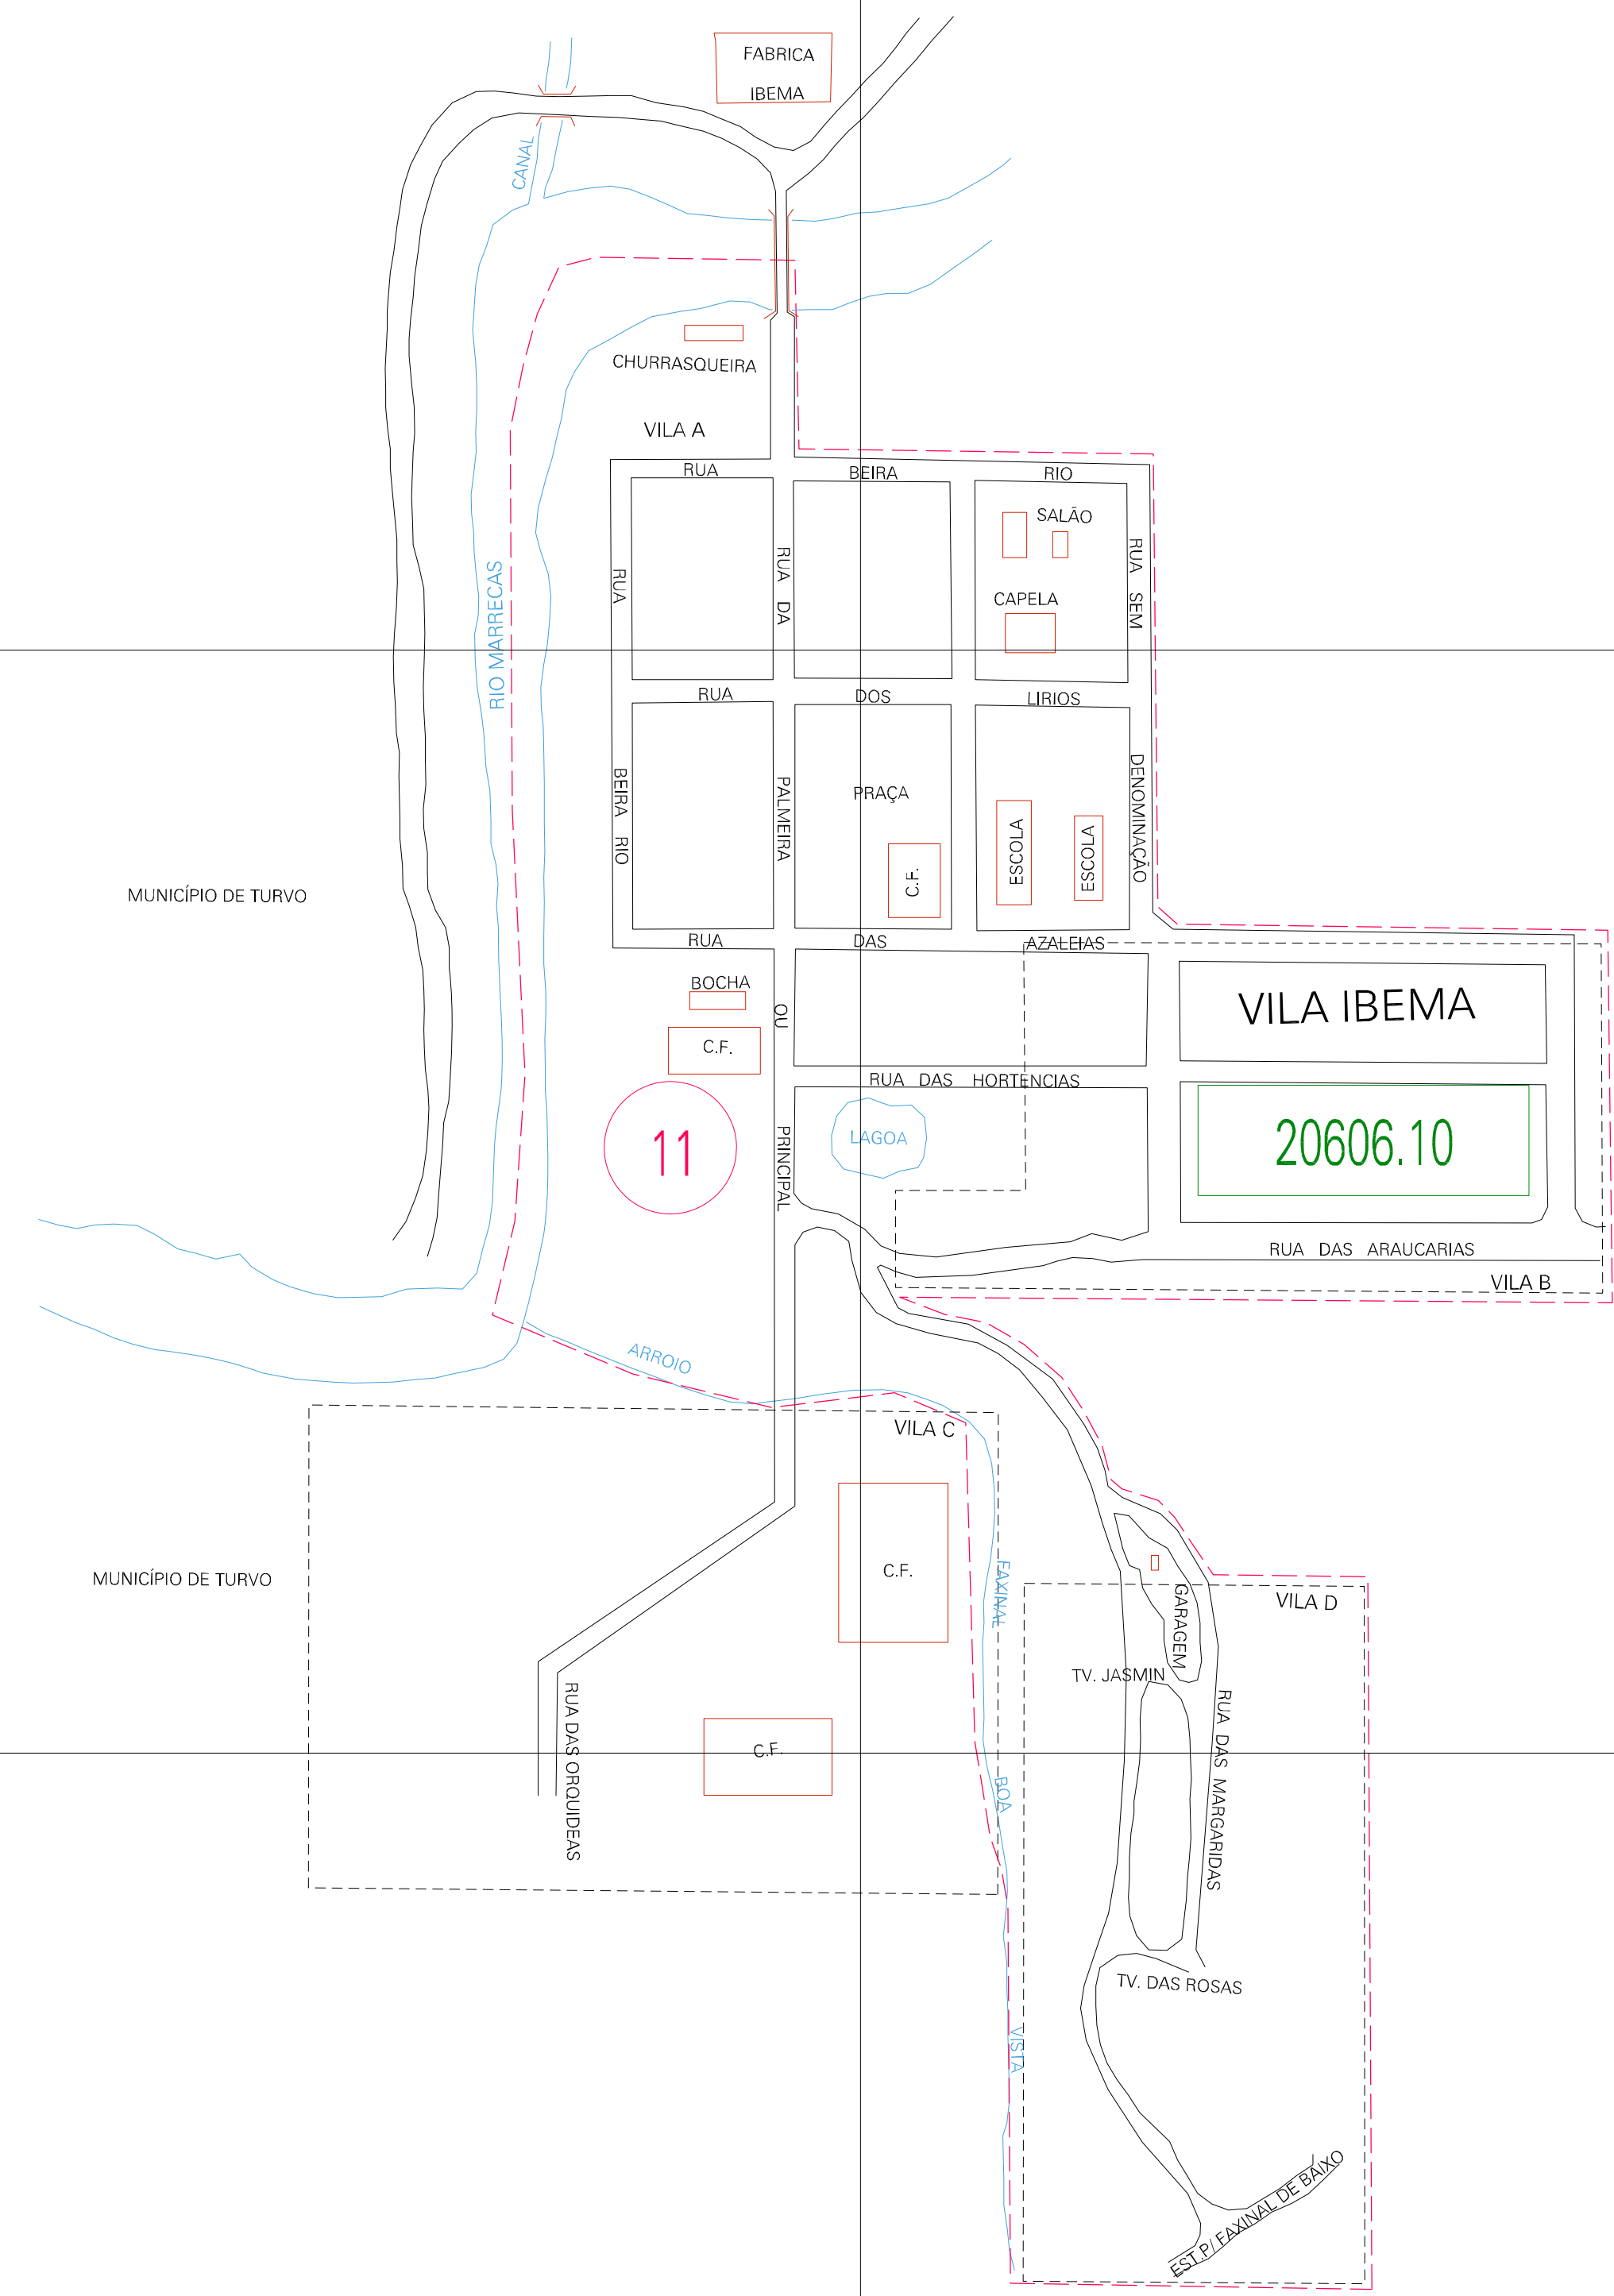 FABRICA
IBEMA
CANAL
CHURRASQUEIRA
VILA A
RUA BEIRA RIO
SALÃO
CAPELA
RUA SEM DENOMINAÇÃO
RUA BEIRA RIO
RUA DA PALMEIRA OU PRINCIPAL
RIO MARRECAS
RUA DOS LIRIOS
PRAÇA
C.F.
ESCOLA
ESCOLA
MUNICÍPIO DE TURVO
RUA DAS AZALEIAS
BOCHA
C.F.
VILA IBEMA
RUA DAS HORTENCIAS
LAGOA
11
20606.10
RUA DAS ARAUCARIAS
VILA B
ARROIO FAXINAL BOA VISTA
VILA C
C.F.
MUNICÍPIO DE TURVO
VILA D
GARAGEM
TV. JASMIN
RUA DAS ORQUIDEAS
C.F.
RUA DAS MARGARIDAS
TV. DAS ROSAS
EST.P/ FAXINAL DE BAIXO